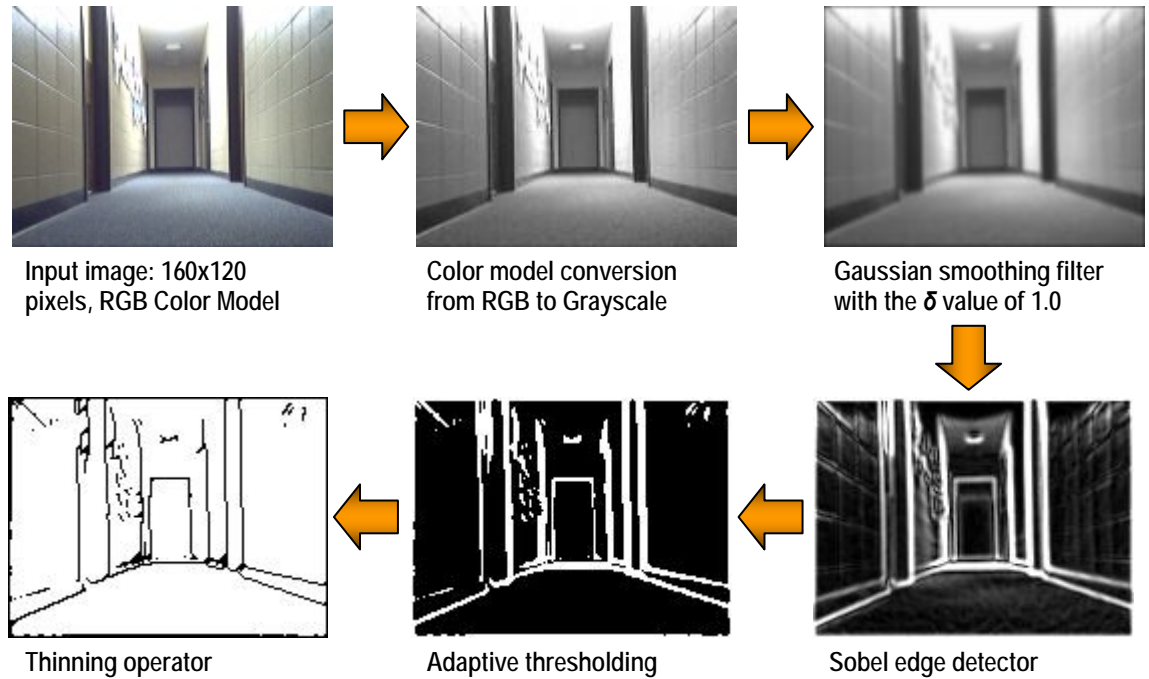 Input image: 160x120
pixels, RGB Color Model
Color model conversion
from RGB to Grayscale
Gaussian smoothing filter
with the δ value of 1.0
Thinning operator
Adaptive thresholding
Sobel edge detector